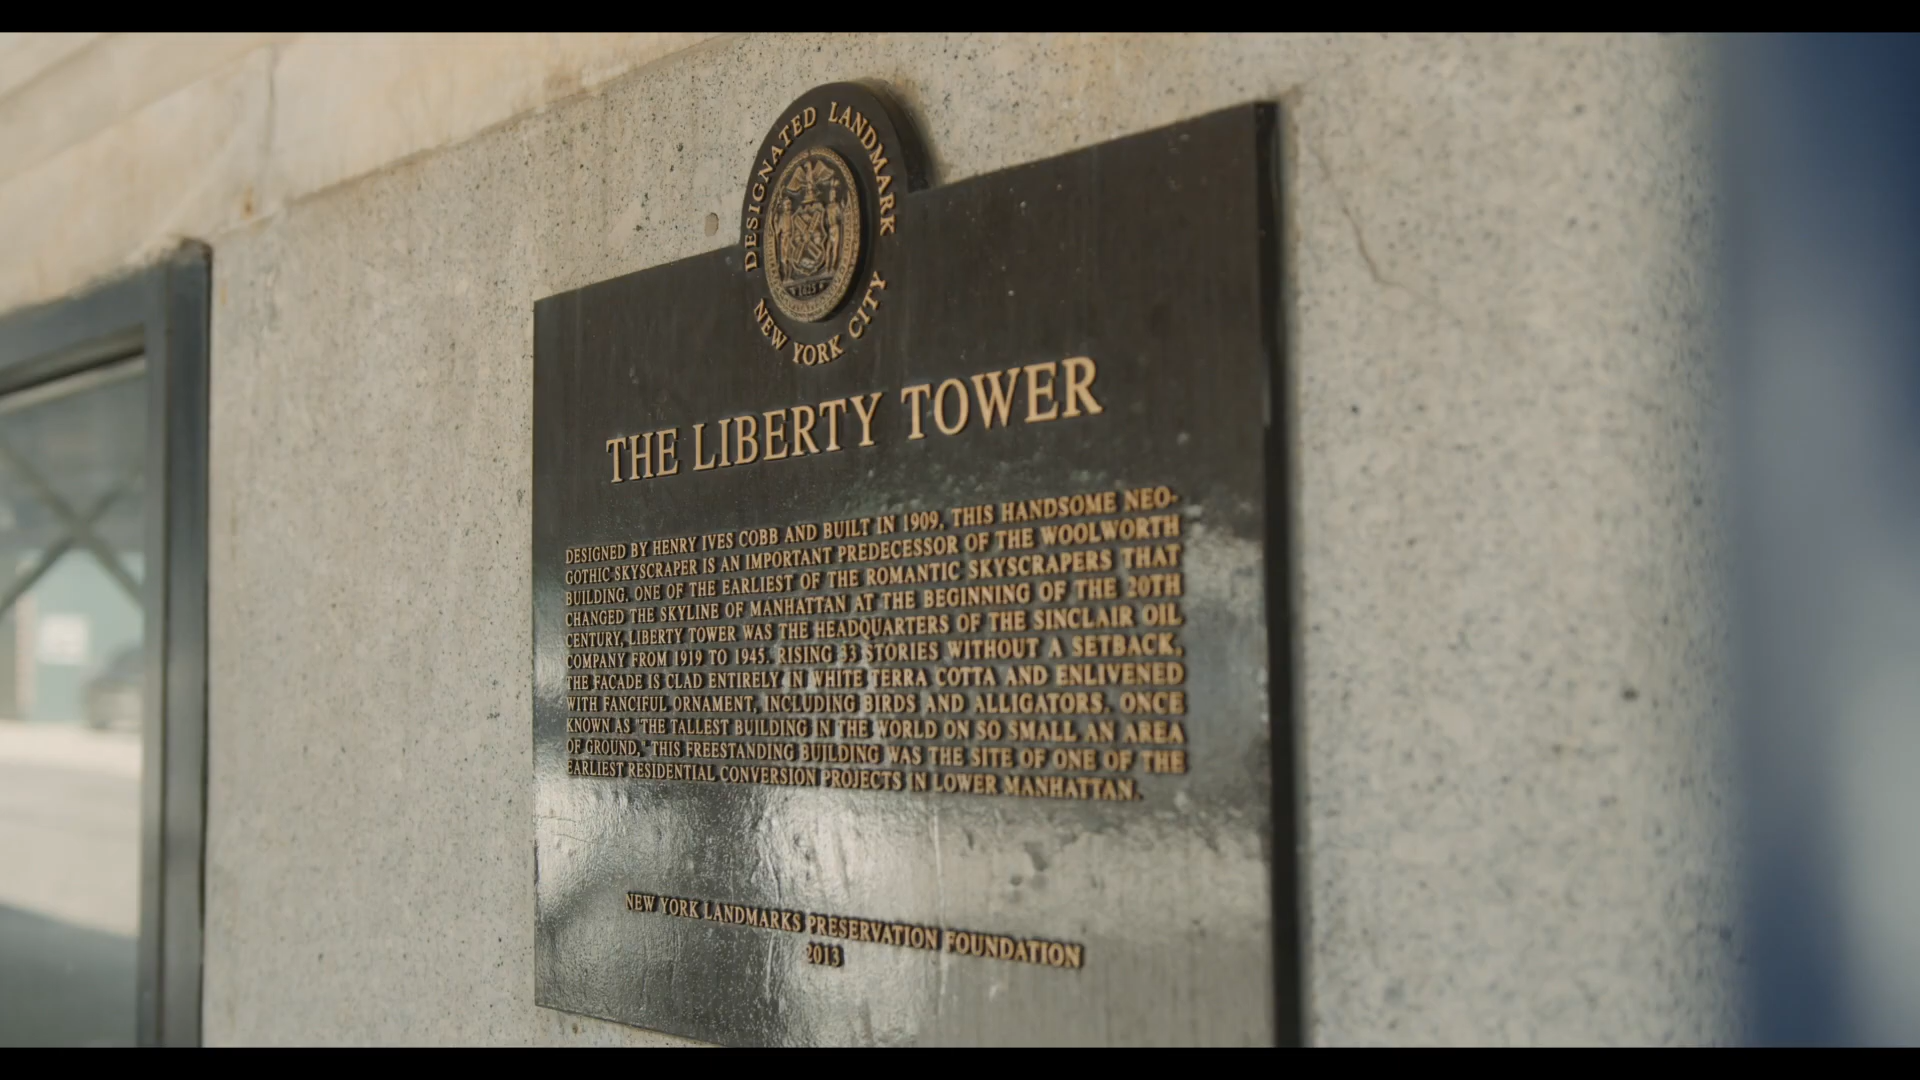 DESIGNATED LANDMARK
NEW YORK CITY
1625
THE LIBERTY TOWER
DESIGNED BY HENRY IVES COBB AND BUILT IN 1909, THIS HANDSOME NEO-
GOTHIC SKYSCRAPER IS AN IMPORTANT PREDECESSOR OF THE WOOLWORTH
BUILDING. ONE OF THE EARLIEST OF THE ROMANTIC SKYSCRAPERS THAT
CHANGED THE SKYLINE OF MANHATTAN AT THE BEGINNING OF THE 20TH
CENTURY, LIBERTY TOWER WAS THE HEADQUARTERS OF THE SINCLAIR OIL
COMPANY FROM 1919 TO 1945. RISING 33 STORIES WITHOUT A SETBACK,
THE FACADE IS CLAD ENTIRELY IN WHITE TERRA COTTA AND ENLIVENED
WITH FANCIFUL ORNAMENT, INCLUDING BIRDS AND ALLIGATORS. ONCE
KNOWN AS "THE TALLEST BUILDING IN THE WORLD ON SO SMALL AN AREA
OF GROUND," THIS FREESTANDING BUILDING WAS THE SITE OF ONE OF THE
EARLIEST RESIDENTIAL CONVERSION PROJECTS IN LOWER MANHATTAN.
NEW YORK LANDMARKS PRESERVATION FOUNDATION
2013